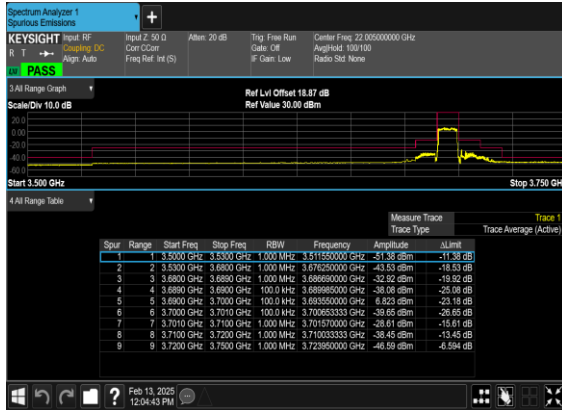 Spectrum Analyzer 1
Spurious Emissions
+
KEYSIGHT Input: RF Input Z: 50 Ω Atten: 20 dB Trig: Free Run Center Freq: 22.005000000 GHz
R T Coupling: DC Corr CCorr Gate: Off Avg|Hold: 100/100
Align: Auto Freq Ref: Int (S) IF Gain: Low Radio Std: None
PASS
3 All Range Graph Ref Lvl Offset 18.87 dB
Scale/Div 10.0 dB Ref Value 30.00 dBm
20.0
0.00
-20.0
-40.0
-60.0
Start 3.500 GHz Stop 3.750 GH
4 All Range Table
Measure Trace Trace 1
Trace Type Trace Average (Active)
Spur Range Start Freq Stop Freq RBW Frequency Amplitude ΔLimit
1 1 3.5000 GHz 3.5300 GHz 1.000 MHz 3.511550000 GHz -51.38 dBm -11.38 dB
2 2 3.5300 GHz 3.6800 GHz 1.000 MHz 3.676250000 GHz -43.53 dBm -18.53 dB
3 3 3.6800 GHz 3.6890 GHz 1.000 MHz 3.686690000 GHz -32.92 dBm -19.92 dB
4 4 3.6890 GHz 3.6900 GHz 100.0 kHz 3.689985000 GHz -38.08 dBm -25.08 dB
5 5 3.6900 GHz 3.7000 GHz 100.0 kHz 3.693550000 GHz 6.823 dBm -23.18 dB
6 6 3.7000 GHz 3.7010 GHz 100.0 kHz 3.700653333 GHz -39.65 dBm -26.65 dB
7 7 3.7010 GHz 3.7100 GHz 1.000 MHz 3.701570000 GHz -28.61 dBm -15.61 dB
8 8 3.7100 GHz 3.7200 GHz 1.000 MHz 3.710033333 GHz -38.45 dBm -13.45 dB
9 9 3.7200 GHz 3.7500 GHz 1.000 MHz 3.723950000 GHz -46.59 dBm -6.594 dB
? Feb 13, 2025
12:04:43 PM